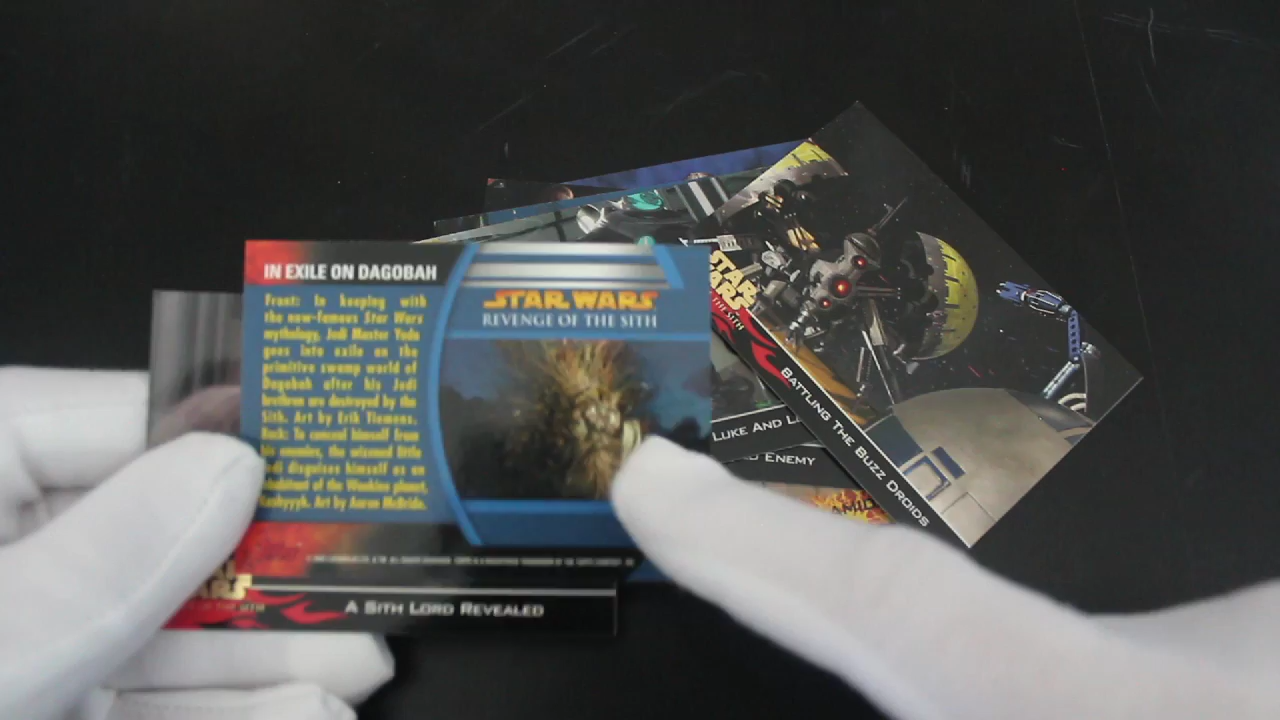 IN EXILE ON DAGOBAH
Front: In keeping with
the now-famous Star Wars
mythology, Jedi Master Yoda
goes into exile on the
primitive swamp world of
Dagobah after his Jedi
brethren are destroyed by the
Sith. Art by Erik Tiemens.
Back: To conceal himself from
his enemies, the wizened little
Jedi disguises himself as an
inhabitant of the Wookiee planet,
Kashyyyk. Art by Aaron McBride.
STAR WARS
REVENGE OF THE SITH
A SITH LORD REVEALED
STAR
WARS
THE SITH
BATTLING THE BUZZ DROIDS
LUKE AND
ENEMY